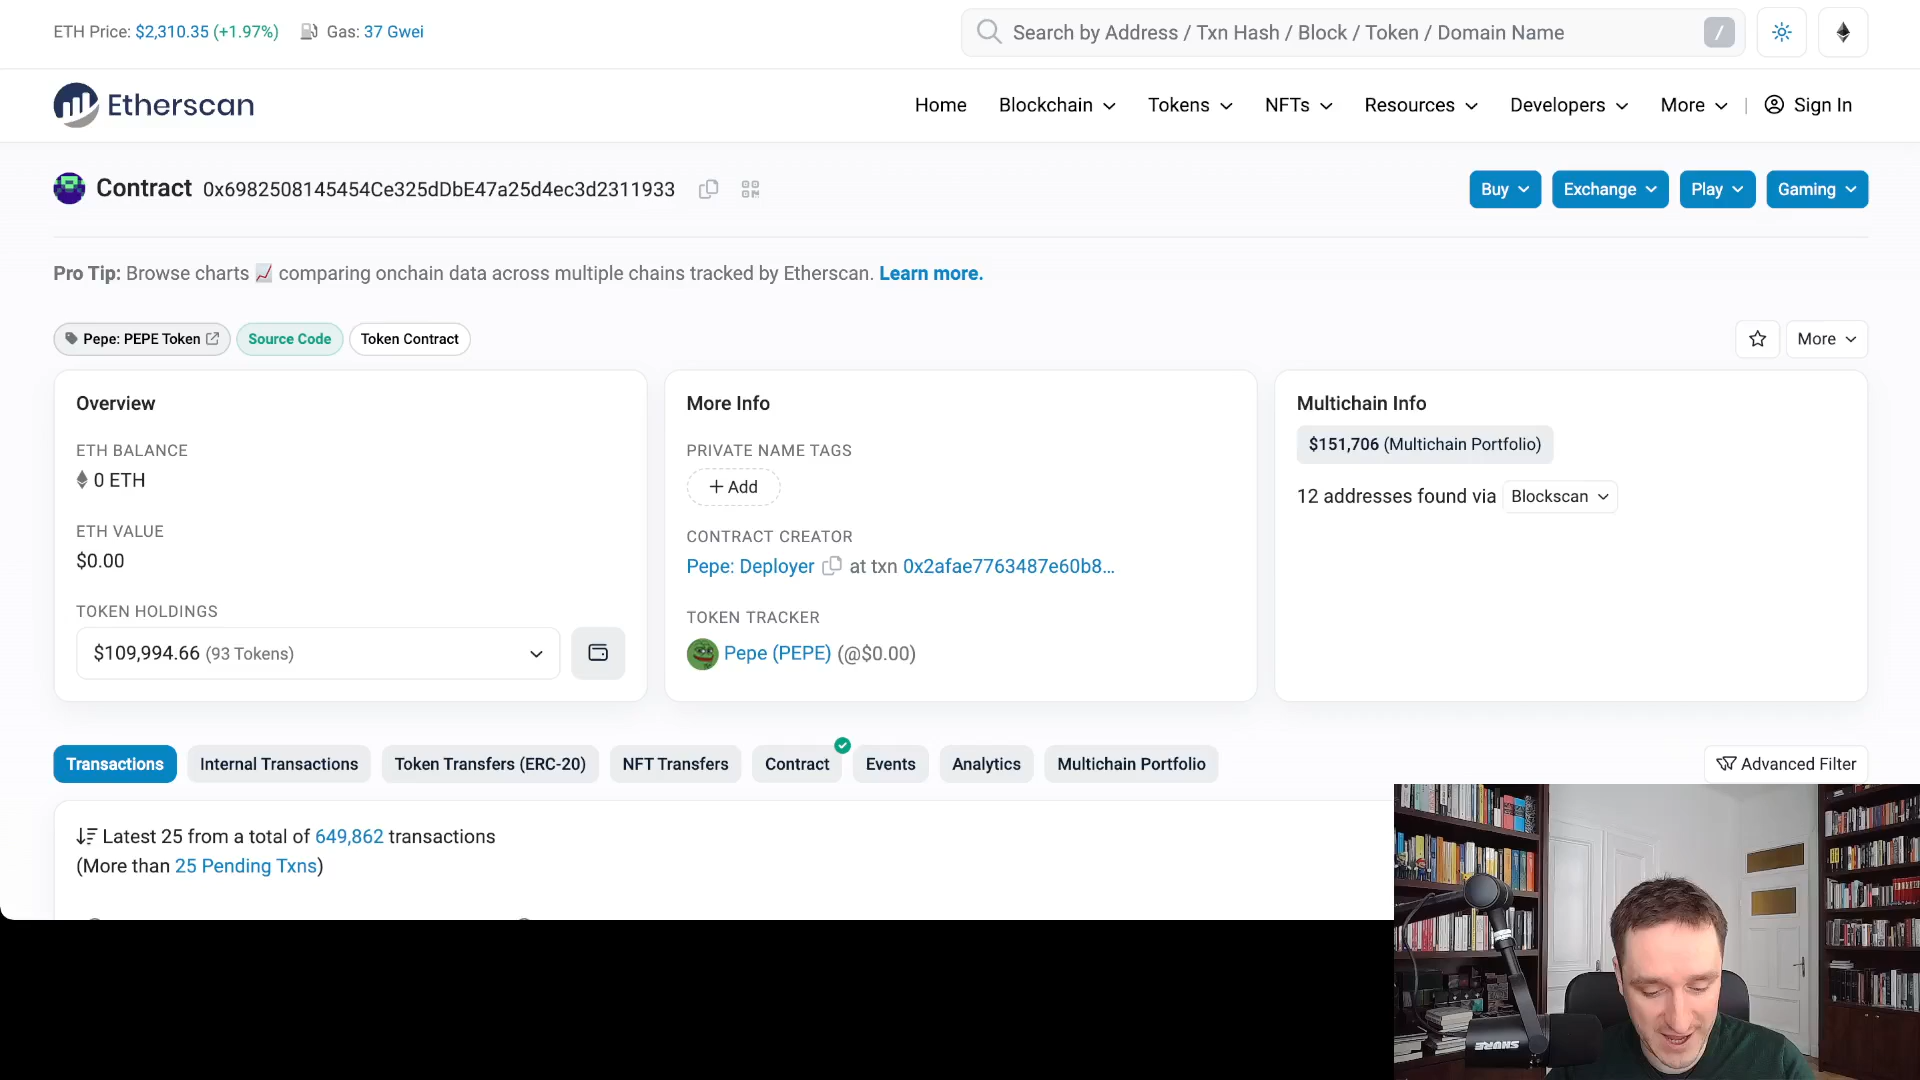 ETH Price: $2,310.35 (+1.97%) Gas: 37 Gwei
Search by Address / Txn Hash / Block / Token / Domain Name /
Etherscan
Home Blockchain Tokens NFTs Resources Developers More | Sign In
Contract 0x6982508145454Ce325dDbE47a25d4ec3d2311933
Buy Exchange Play Gaming
Pro Tip: Browse charts comparing onchain data across multiple chains tracked by Etherscan. Learn more.
Pepe: PEPE Token Source Code Token Contract
More
Overview
ETH BALANCE
0 ETH
ETH VALUE
$0.00
TOKEN HOLDINGS
$109,994.66 (93 Tokens)
More Info
PRIVATE NAME TAGS
+ Add
CONTRACT CREATOR
Pepe: Deployer at txn 0x2afae7763487e60b8...
TOKEN TRACKER
Pepe (PEPE) (@$0.00)
Multichain Info
$151,706 (Multichain Portfolio)
12 addresses found via Blockscan
Transactions Internal Transactions Token Transfers (ERC-20) NFT Transfers Contract Events Analytics Multichain Portfolio
Advanced Filter
Latest 25 from a total of 649,862 transactions
(More than 25 Pending Txns)
SHURE